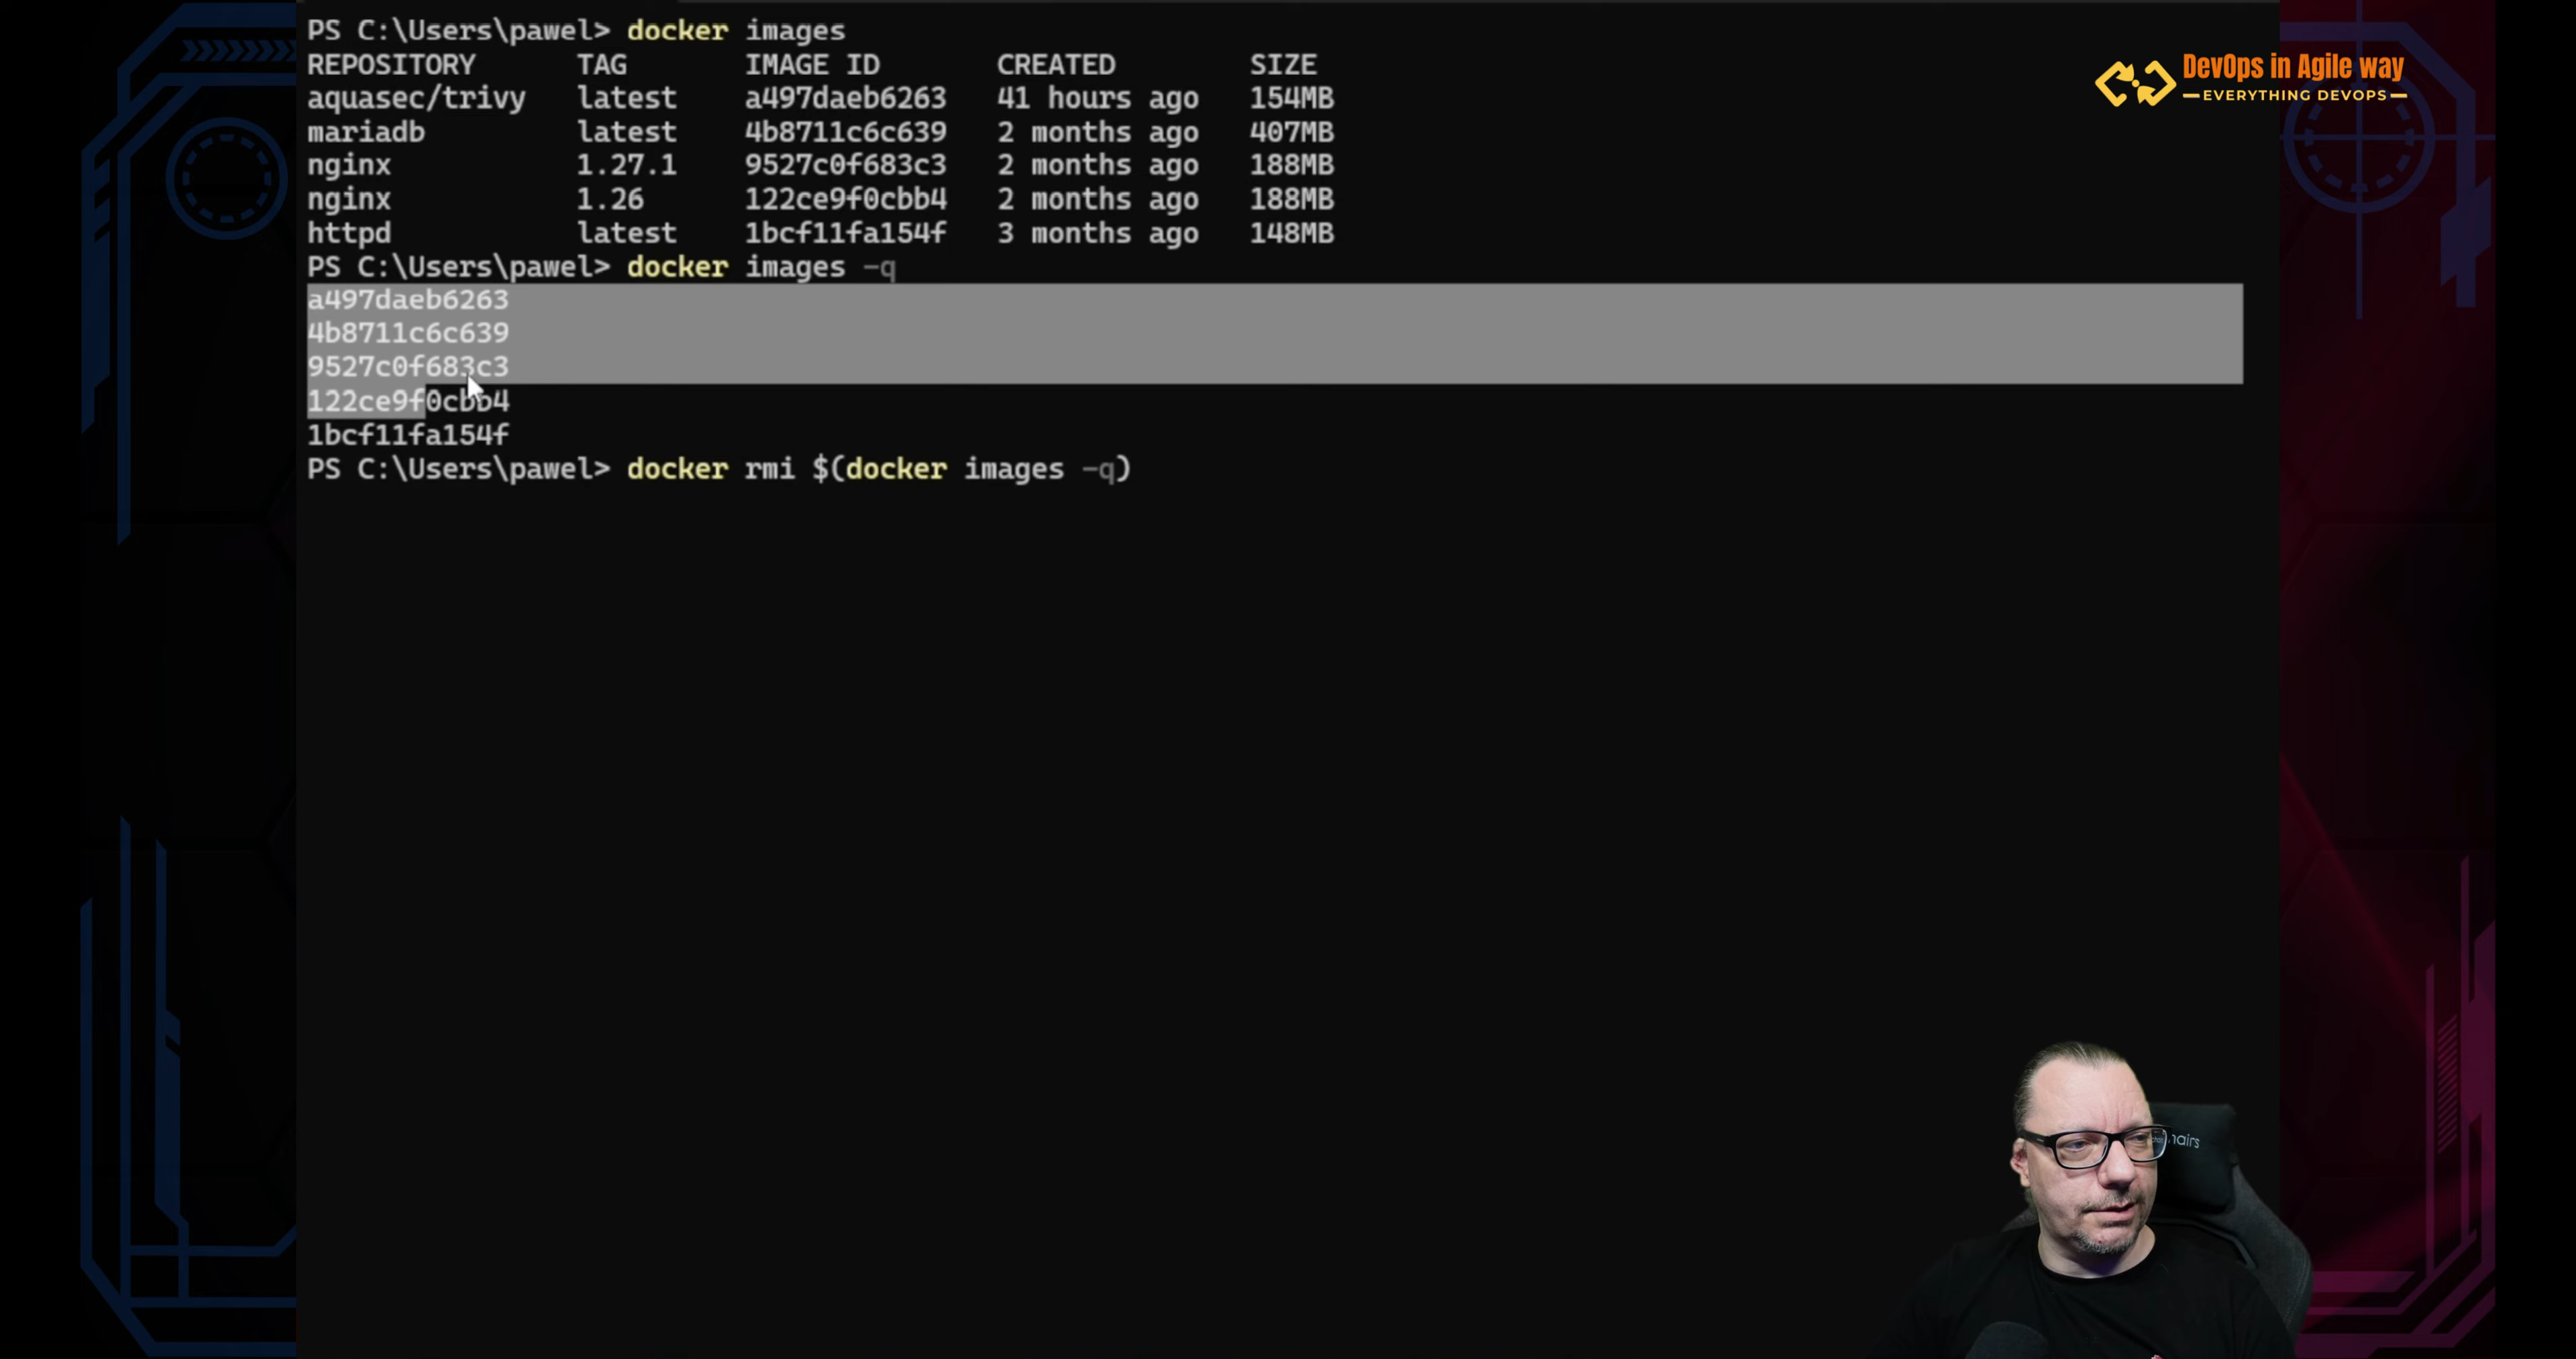 PS C:\Users\pawel> docker images
REPOSITORY TAG IMAGE ID CREATED SIZE
aquasec/trivy latest a497daeb6263 41 hours ago 154MB
mariadb latest 4b8711c6c639 2 months ago 407MB
nginx 1.27.1 9527c0f683c3 2 months ago 188MB
nginx 1.26 122ce9f0cbb4 2 months ago 188MB
httpd latest 1bcf11fa154f 3 months ago 148MB
PS C:\Users\pawel> docker images -q
a497daeb6263
4b8711c6c639
9527c0f683c3
122ce9f0cbb4
1bcf11fa154f
PS C:\Users\pawel> docker rmi $(docker images -q)
DevOps in Agile way
EVERYTHING DEVOPS